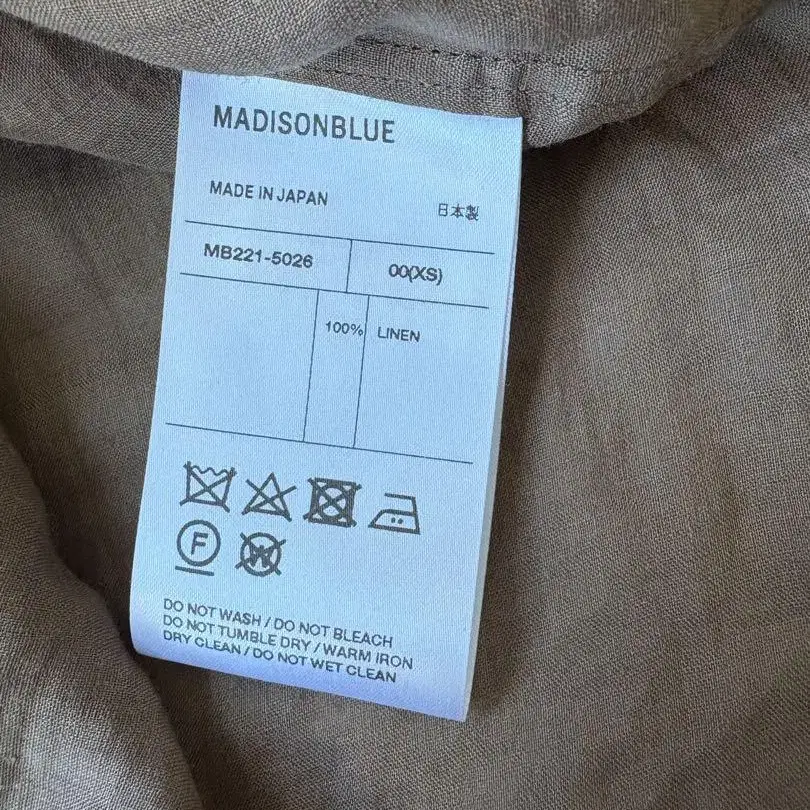 MADISONBLUE
MADE IN JAPAN 日本製
MB221-5026 00(XS)
100% LINEN
F W
DO NOT WASH / DO NOT BLEACH
DO NOT TUMBLE DRY / WARM IRON
DRY CLEAN / DO NOT WET CLEAN